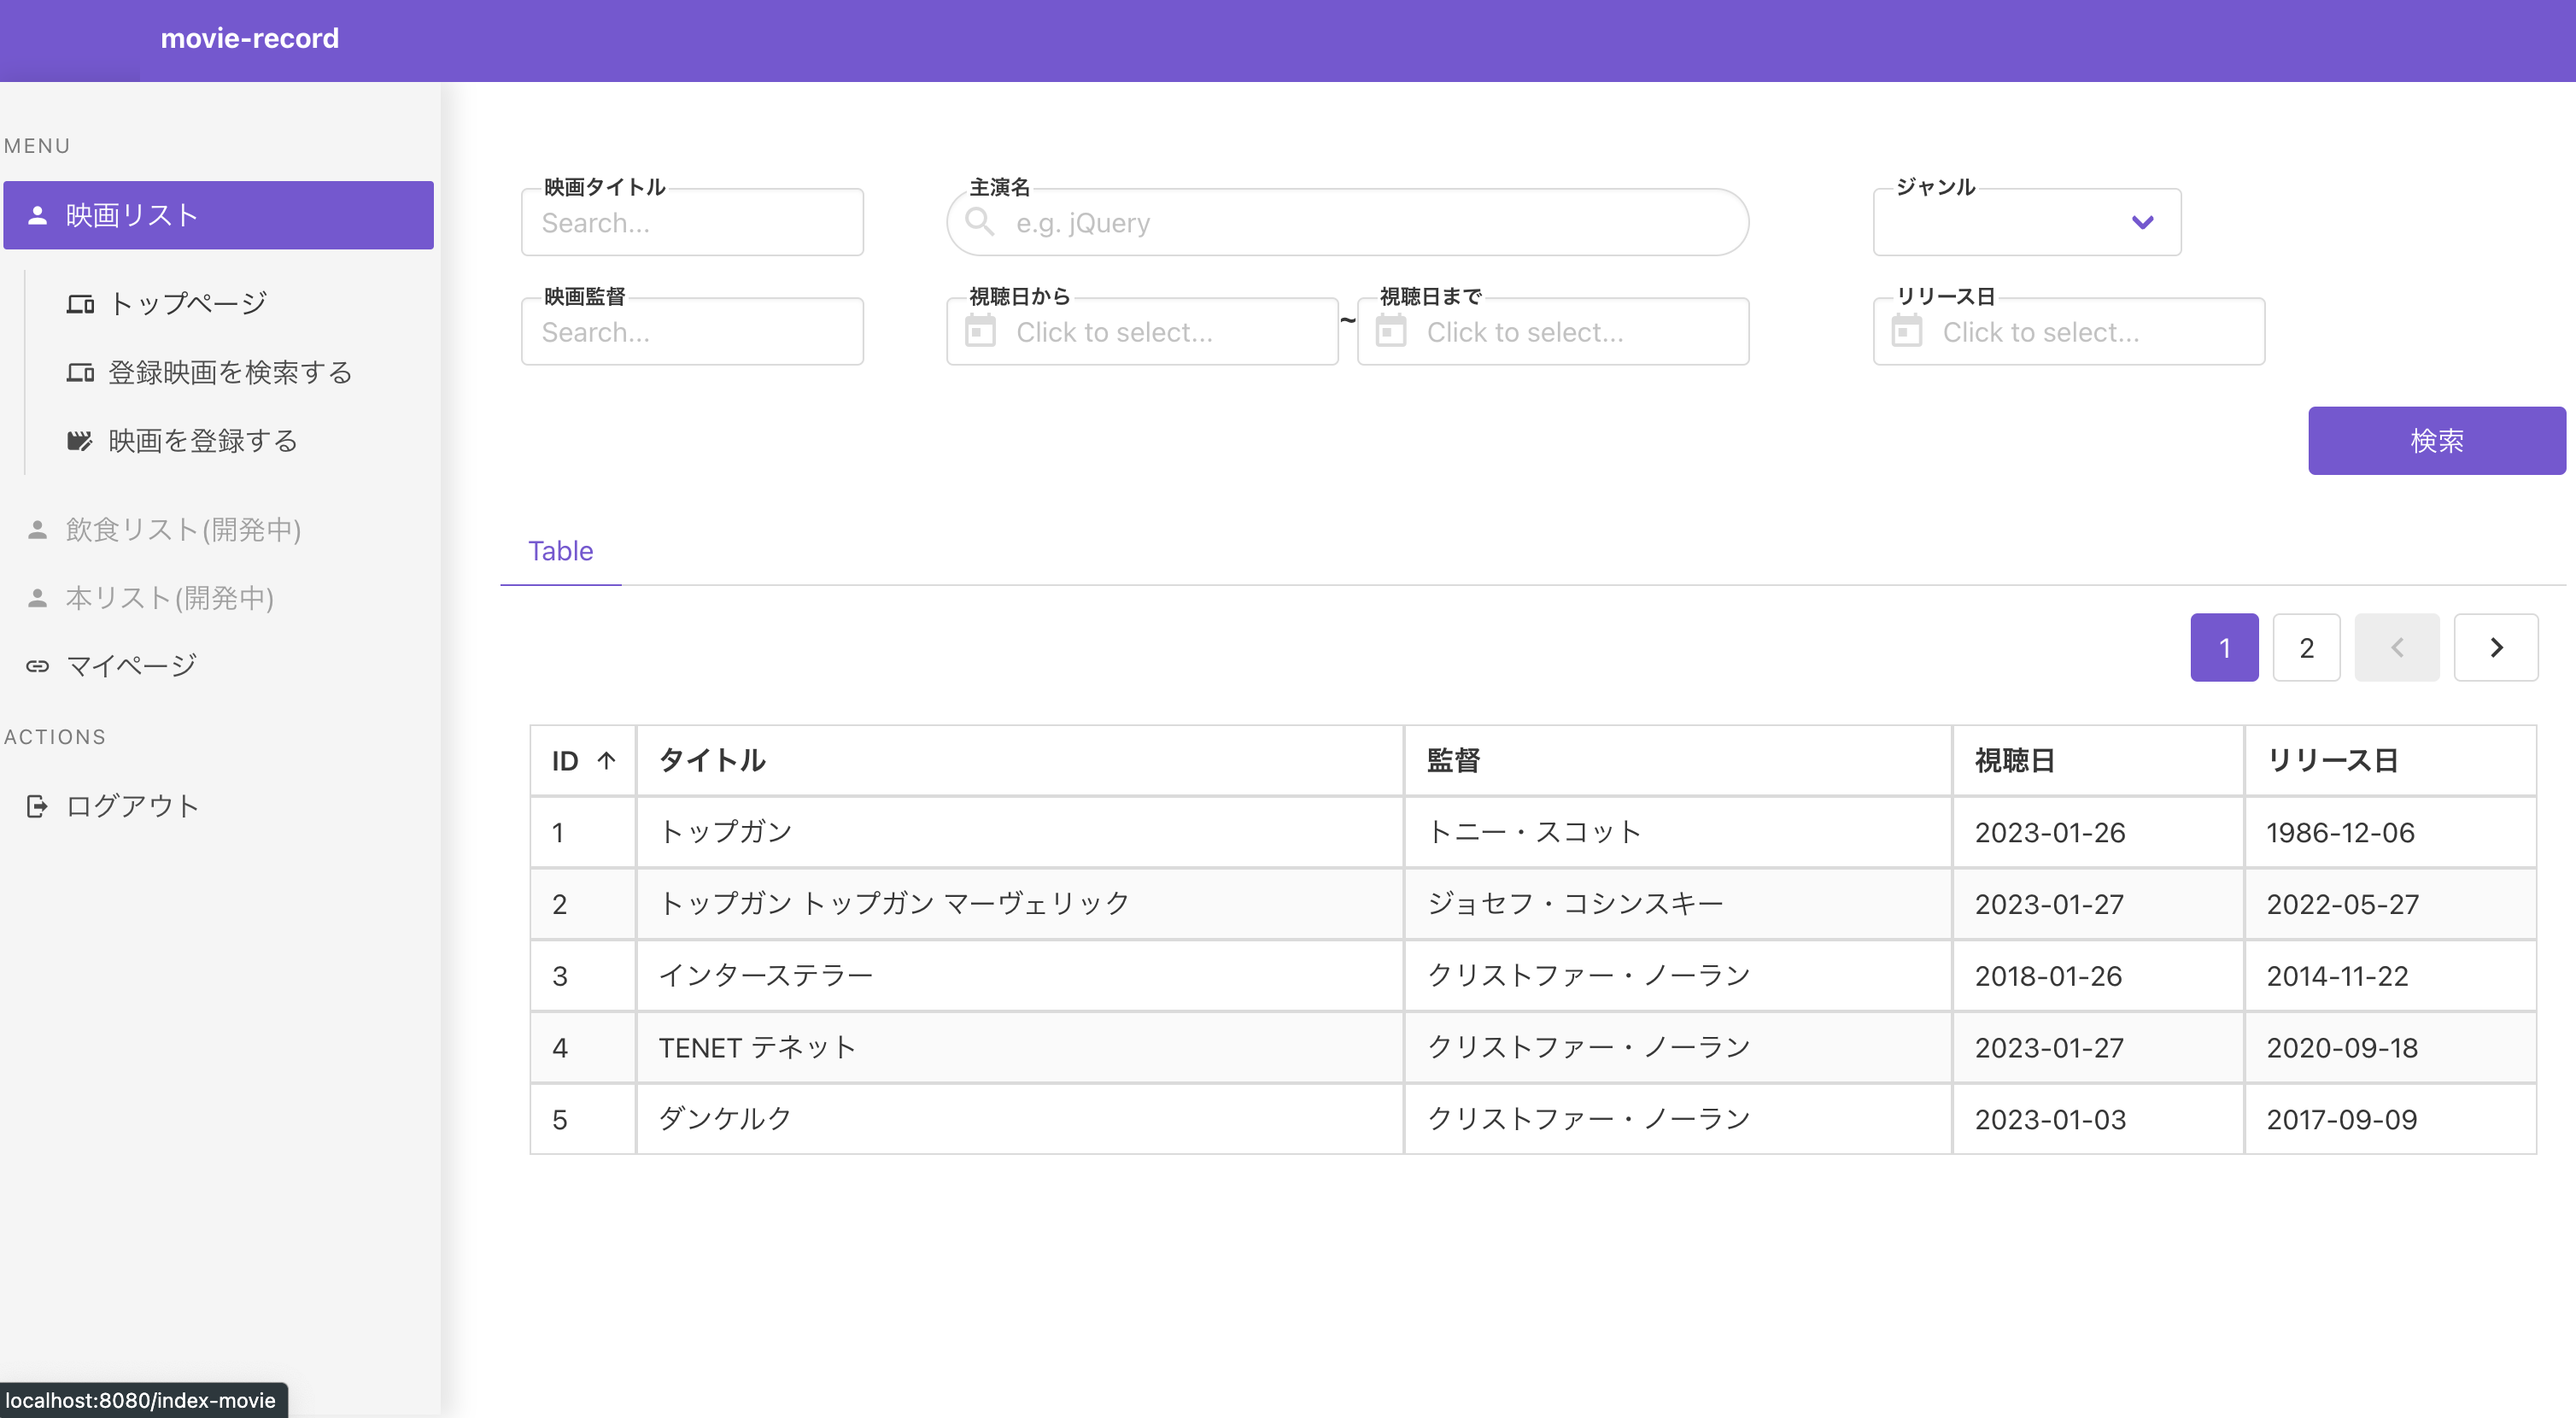 movie-record
MENU
映画リスト
トップページ
登録映画を検索する
映画を登録する
飲食リスト(開発中)
本リスト(開発中)
マイページ
ACTIONS
ログアウト
映画タイトル 主演名 ジャンル
Search... e.g. jQuery
映画監督 視聴日から 視聴日まで リリース日
Search... Click to select... ~ Click to select... Click to select...
検索
Table
1 2
ID タイトル 監督 視聴日 リリース日
1 トップガン トニー・スコット 2023-01-26 1986-12-06
2 トップガン トップガン マーヴェリック ジョセフ・コシンスキー 2023-01-27 2022-05-27
3 インターステラー クリストファー・ノーラン 2018-01-26 2014-11-22
4 TENET テネット クリストファー・ノーラン 2023-01-27 2020-09-18
5 ダンケルク クリストファー・ノーラン 2023-01-03 2017-09-09
localhost:8080/index-movie